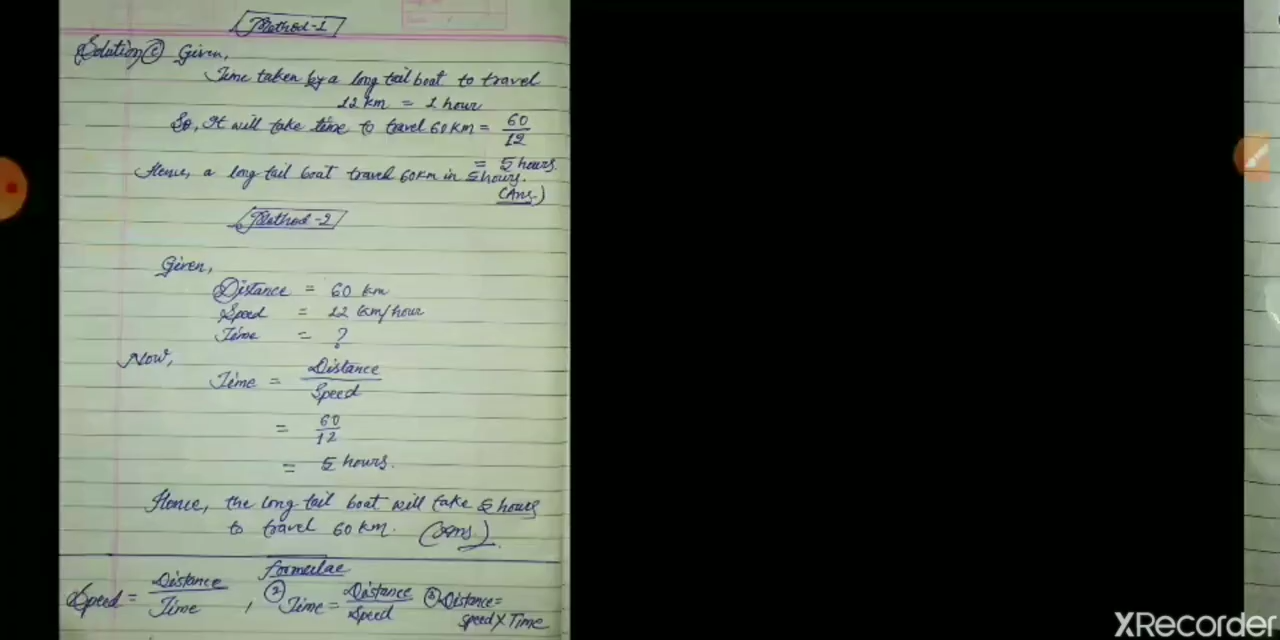 Method-1
Solution (c) Given,
Time taken by a long tail boat to travel
12 km = 1 hour
So, It will take time to travel 60 km = 60/12
= 5 hours.
Hence, a long tail boat travel 60km in 5 hours.
(Ans)
Method-2
Given,
Distance = 60 km
Speed = 12 km/hour
Time = ?
Now,
Time = Distance/Speed
= 60/12
= 5 hours.
Hence, the long tail boat will take 5 hours
to travel 60 km. (Ans).
Formulae
Speed = Distance/Time , ② Time = Distance/Speed ③ Distance =
speed X Time
XRecorder